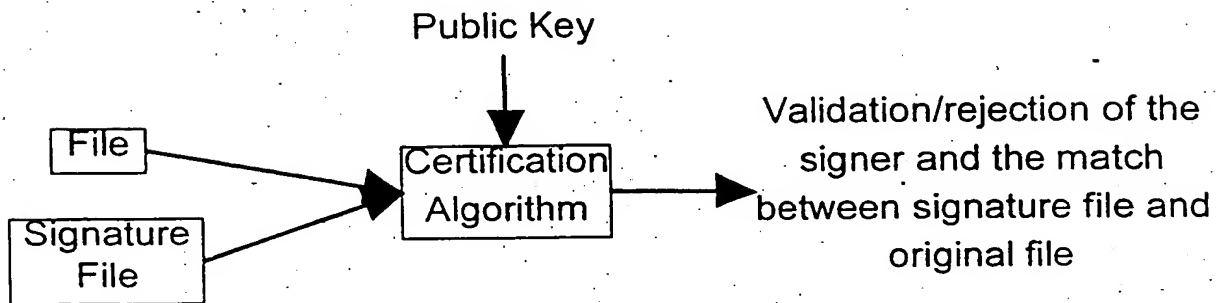 Public Key
File
Signature
File
Certification
Algorithm
Validation/rejection of the
signer and the match
between signature file and
original file